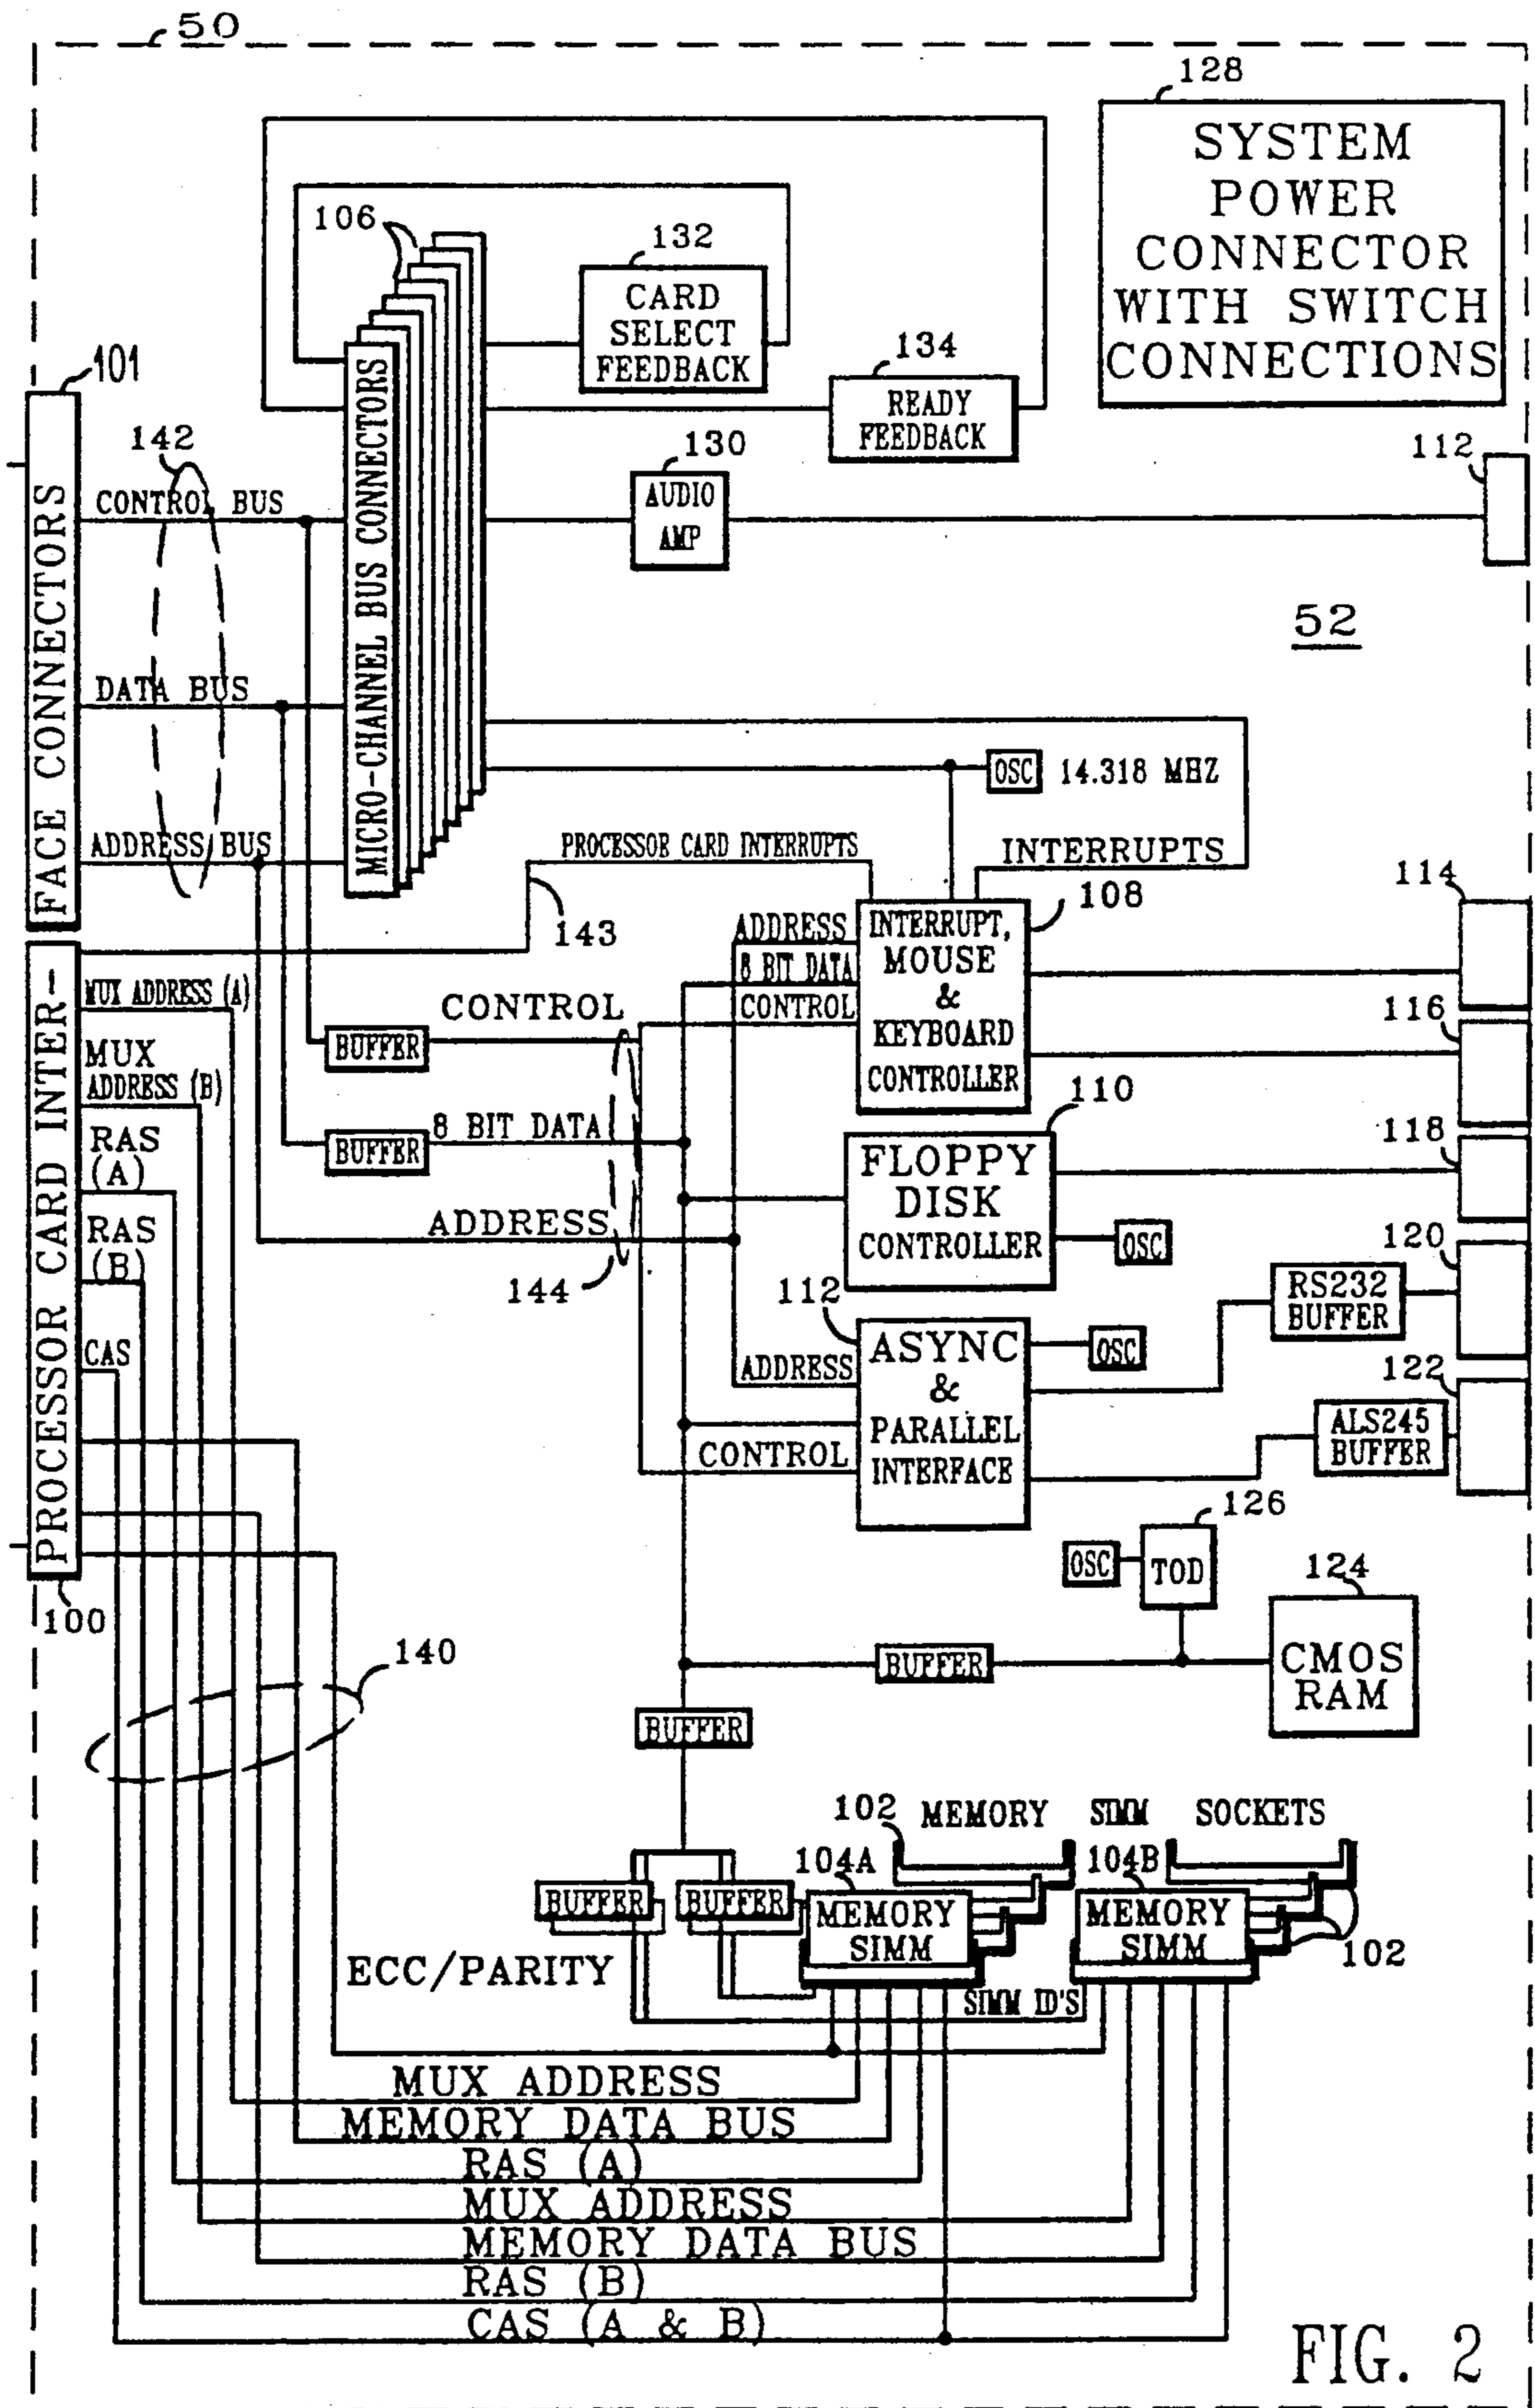 50
128
SYSTEM
POWER
CONNECTOR
WITH SWITCH
CONNECTIONS
106
132
CARD
SELECT
FEEDBACK
134
READY
FEEDBACK
101
142
130
AUDIO
AMP
112
CONTROL BUS
DATA BUS
ADDRESS BUS
FACE CONNECTORS
MICRO-CHANNEL BUS CONNECTORS
52
OSC 14.318 MHZ
PROCESSOR CARD INTERRUPTS
INTERRUPTS
143
108
114
PROCESSOR CARD INTER-
MUX ADDRESS (A)
MUX
ADDRESS (B)
RAS
(A)
RAS
(B)
CAS
ADDRESS
8 BIT DATA
CONTROL
INTERRUPT,
MOUSE
&
KEYBOARD
CONTROLLER
116
CONTROL
BUFFER
8 BIT DATA
BUFFER
ADDRESS
144
110
FLOPPY
DISK
CONTROLLER
OSC
118
120
RS232
BUFFER
112
ASYNC
&
PARALLEL
INTERFACE
OSC
ADDRESS
CONTROL
122
ALS245
BUFFER
126
OSC
TOD
124
CMOS
RAM
BUFFER
100
140
BUFFER
102
MEMORY SIMM SOCKETS
104A
104B
BUFFER
BUFFER
MEMORY
SIMM
MEMORY
SIMM
102
ECC/PARITY
SIMM ID'S
MUX ADDRESS
MEMORY DATA BUS
RAS (A)
MUX ADDRESS
MEMORY DATA BUS
RAS (B)
CAS (A & B)
FIG. 2